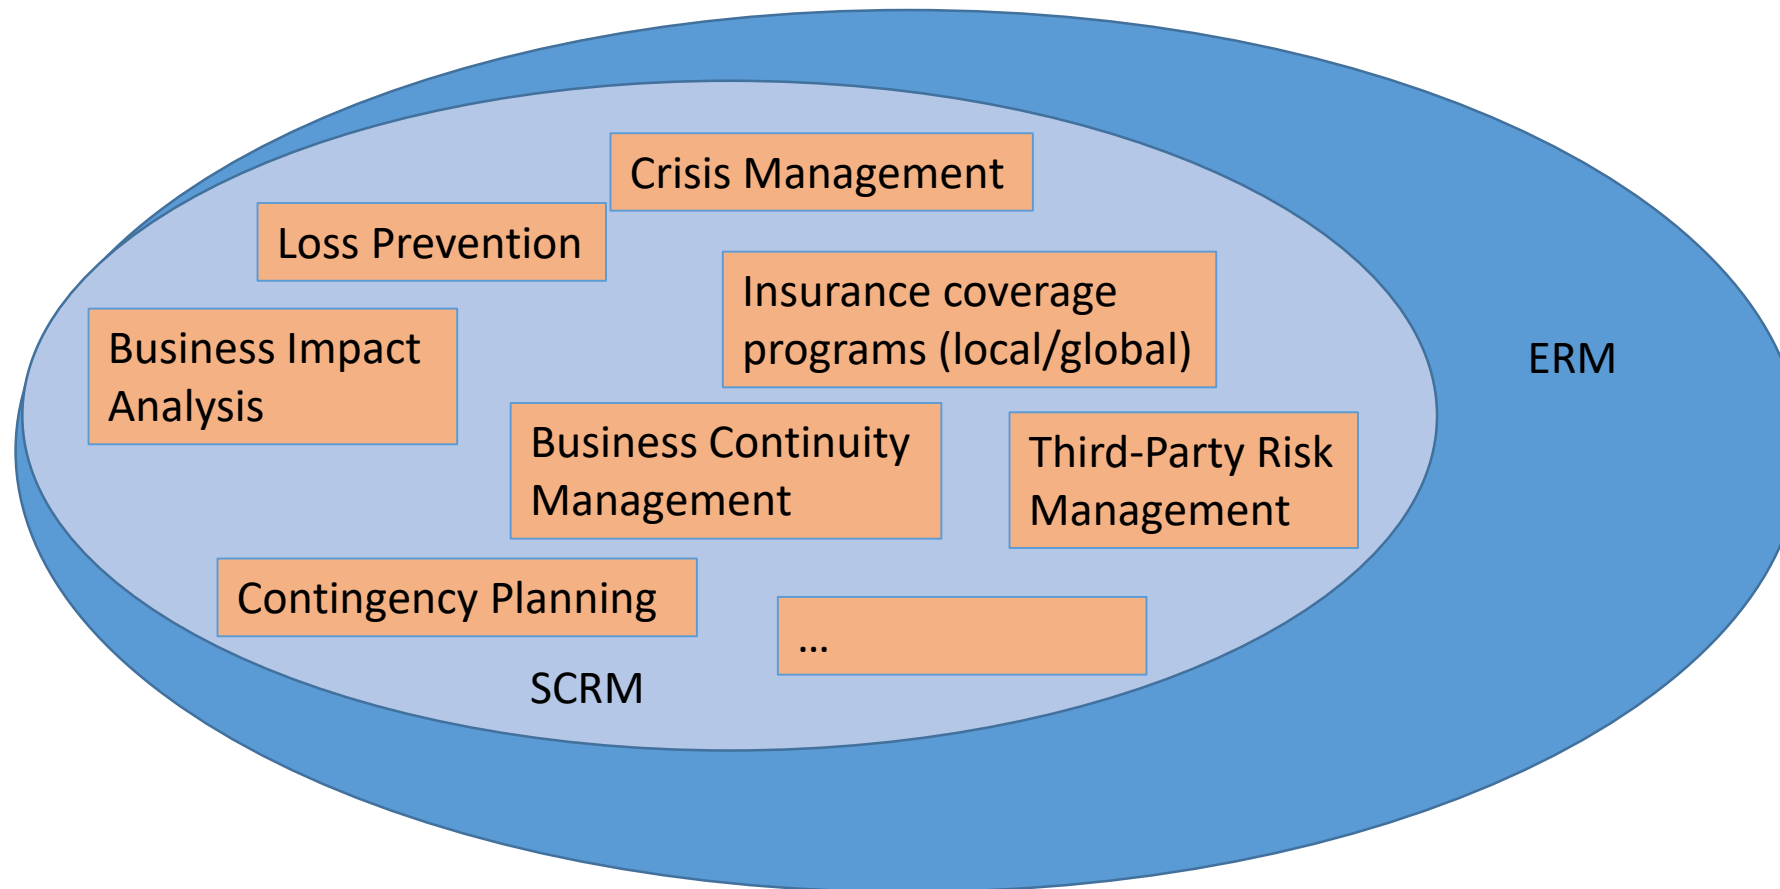 Crisis Management
Loss Prevention
Insurance coverage
programs (local/global)
Business Impact
Analysis
ERM
Business Continuity
Management
Third-Party Risk
Management
Contingency Planning
...
SCRM